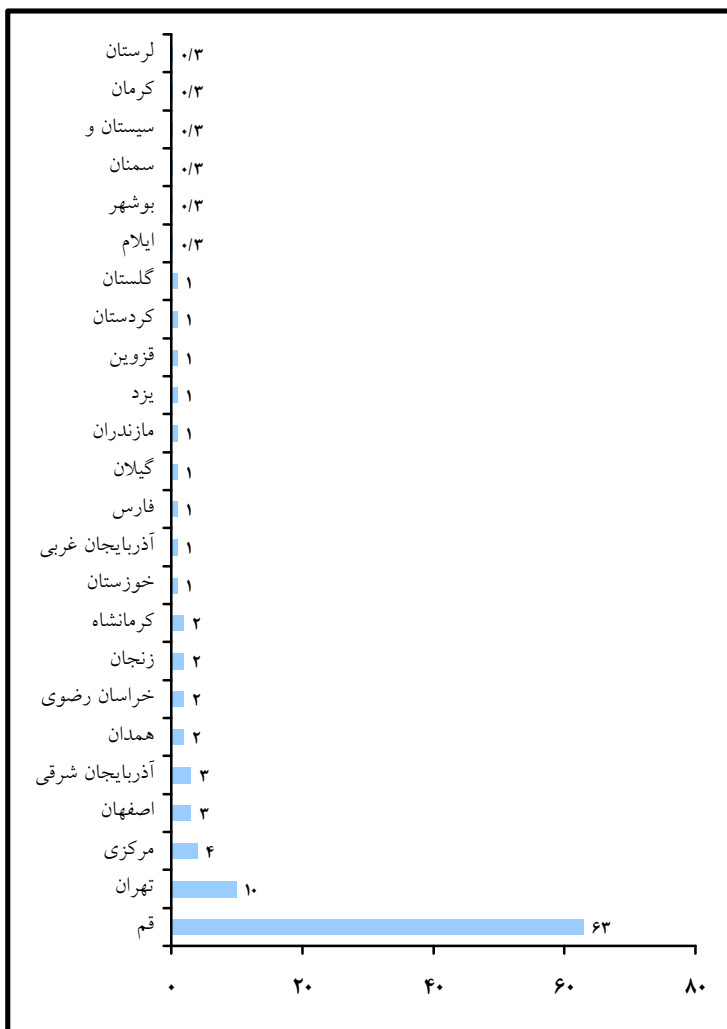 لرستان ۰/۳
کرمان ۰/۳
سیستان و ۰/۳
سمنان ۰/۳
بوشهر ۰/۳
ایلام ۰/۳
گلستان ۱
کردستان ۱
قزوین ۱
یزد ۱
مازندران ۱
گیلان ۱
فارس ۱
آذربایجان غربی ۱
خوزستان ۱
کرمانشاه ۲
زنجان ۲
خراسان رضوی ۲
همدان ۲
آذربایجان شرقی ۳
اصفهان ۳
مرکزی ۴
تهران ۱۰
قم ۶۳
۰ ۲۰ ۴۰ ۶۰ ۸۰